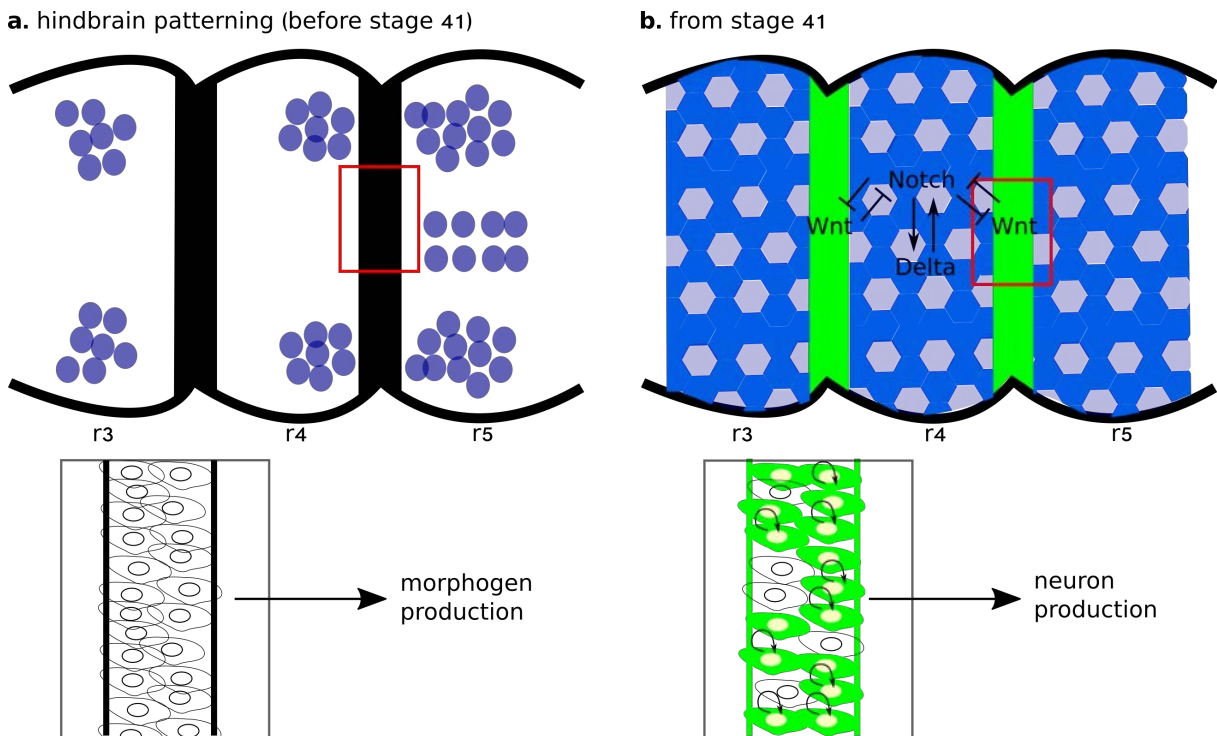 a. hindbrain patterning (before stage 41)
b. from stage 41
Notch
Wnt
Wnt
Delta
r3
r4
r5
r3
r4
r5
morphogen
production
neuron
production